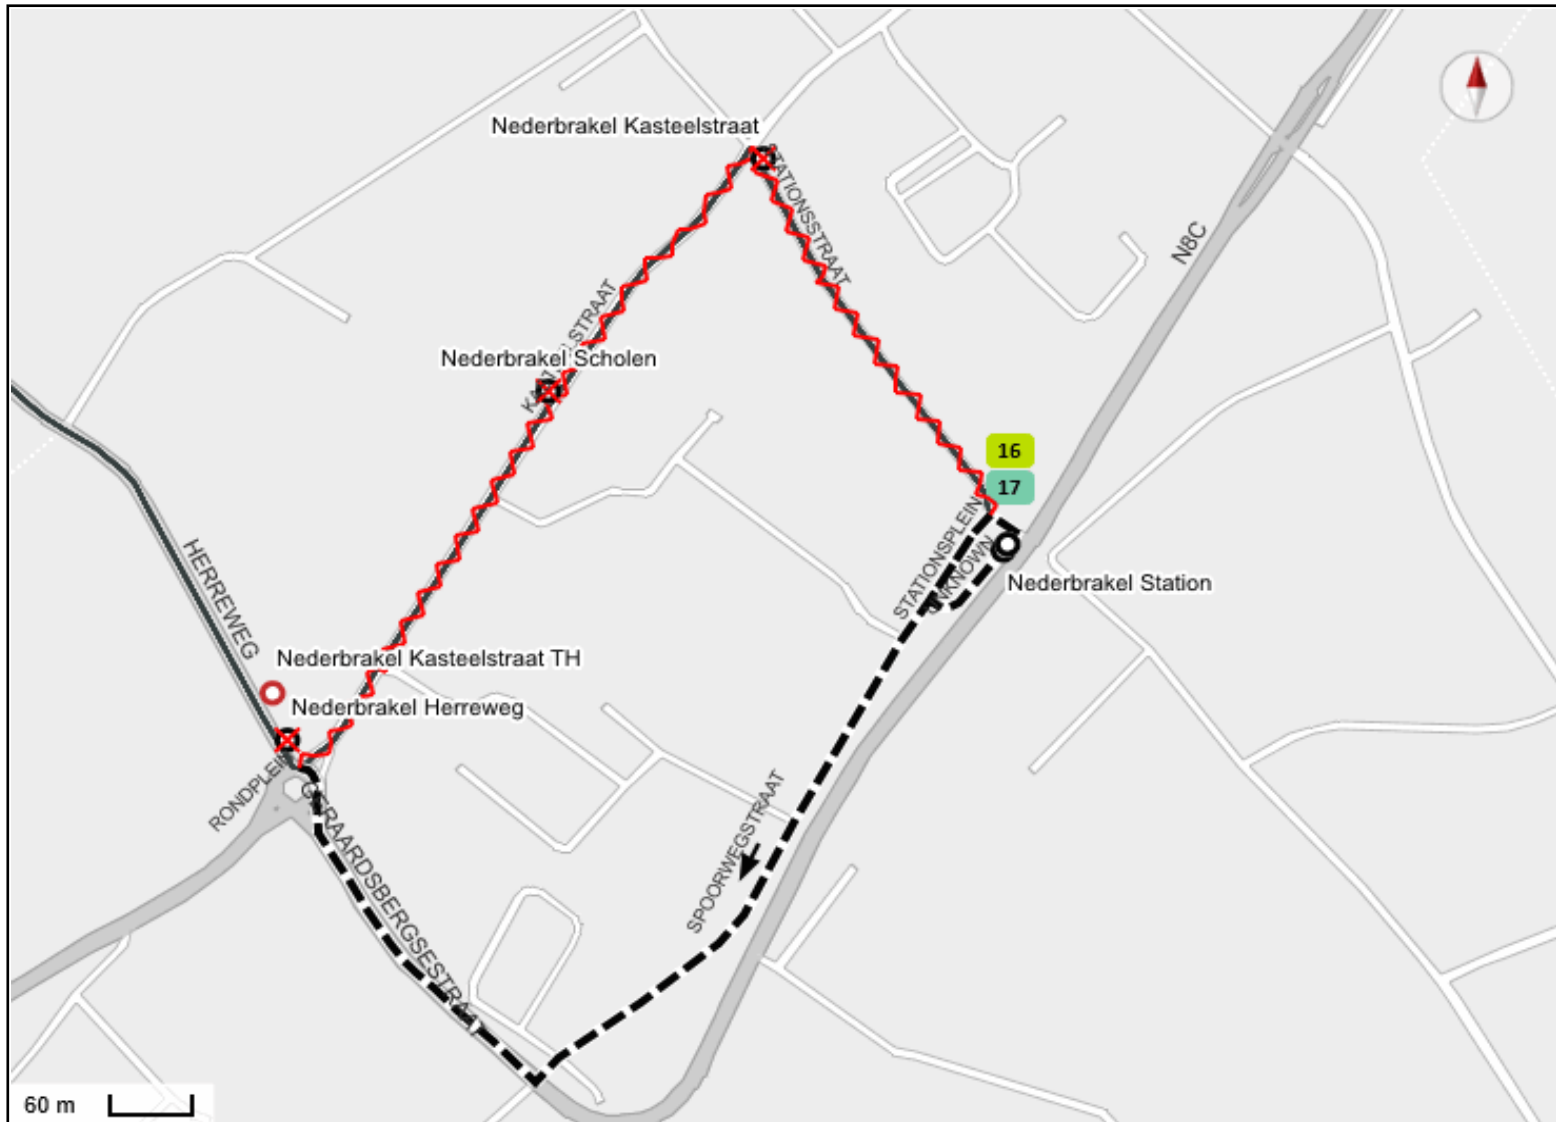 Nederbrakel Kasteelstraat
STATIONSSTRAAT
N8C
Nederbrakel Scholen
16
17
STATIONSPLEIN
Nederbrakel Station
HERREWEG
Nederbrakel Kasteelstraat TH
Nederbrakel Herreweg
RONDPLEIN
GERAARDSBERGSESTRAAT
SPOORWEGSTRAAT
60 m